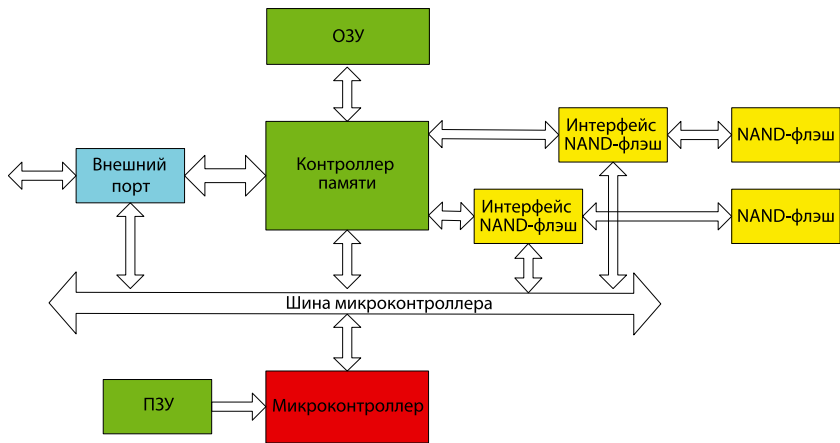 ОЗУ
Интерфейс
NAND-флэш
NAND-флэш
Внешний
порт
Контроллер
памяти
Интерфейс
NAND-флэш
NAND-флэш
Шина микроконтроллера
ПЗУ
Микроконтроллер